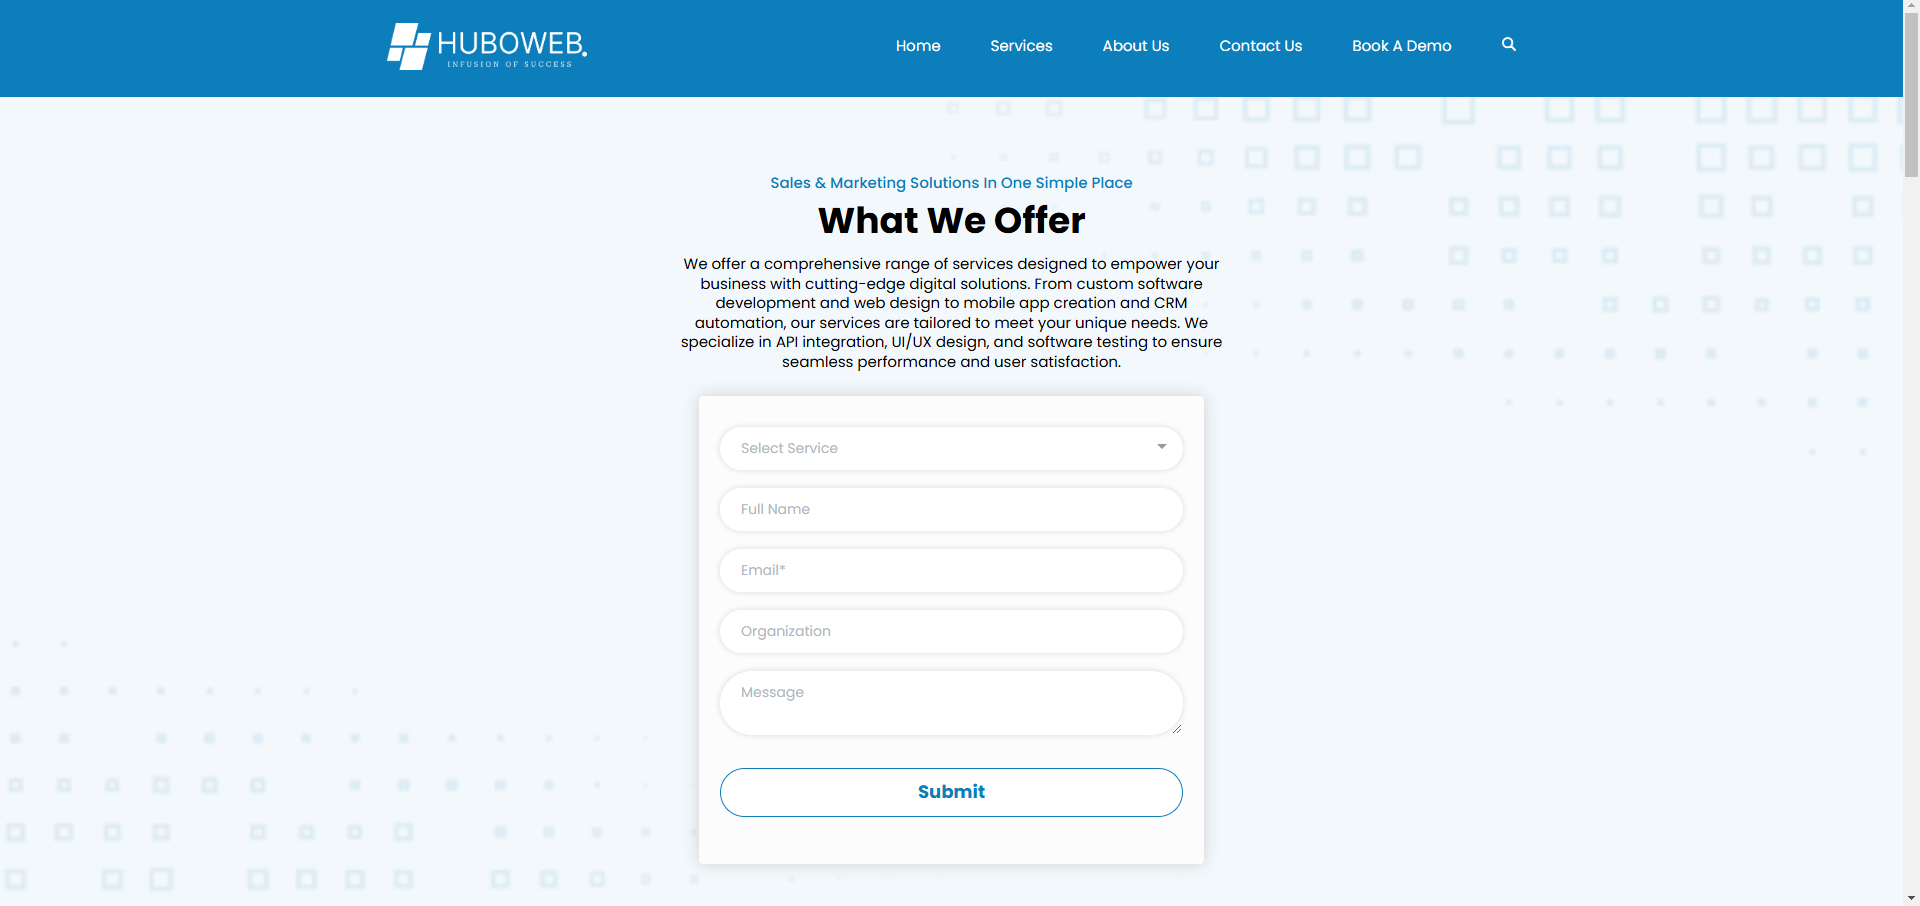 HUBOWEB.
INFUSION OF SUCCESS
Home Services About Us Contact Us Book A Demo
Sales & Marketing Solutions In One Simple Place
What We Offer
We offer a comprehensive range of services designed to empower your
business with cutting-edge digital solutions. From custom software
development and web design to mobile app creation and CRM
automation, our services are tailored to meet your unique needs. We
specialize in API integration, UI/UX design, and software testing to ensure
seamless performance and user satisfaction.
Select Service
Full Name
Email*
Organization
Message
Submit